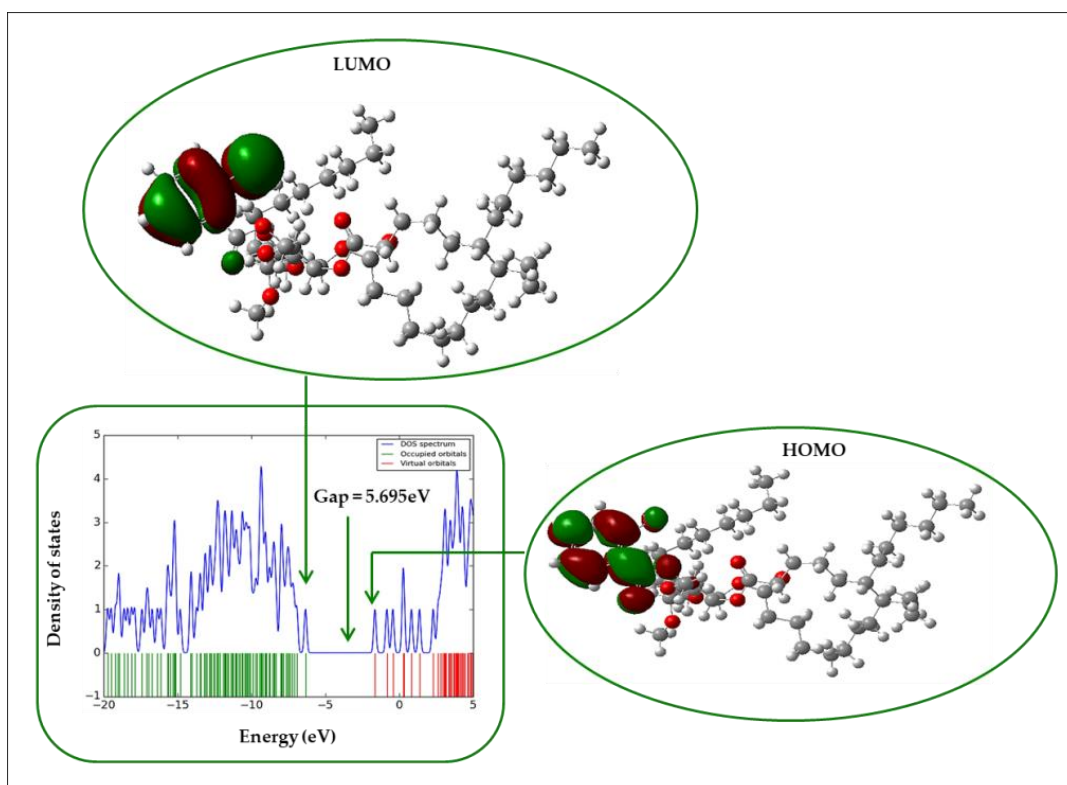 LUMO
HOMO
5
4
3
2
1
0
−1
DOS spectrum
Occupied orbitals
Virtual orbitals
Gap = 5.695eV
Density of states
−20
−15
−10
−5
0
5
Energy (eV)